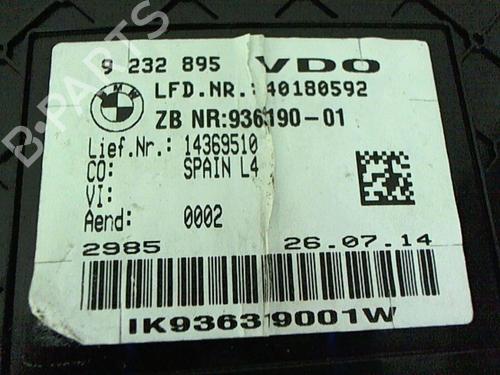 9 232 895 VDO
LFD.NR.: 40180592
ZB NR:936190-01
Lief.Nr.: 14369510
CO: SPAIN L4
VI:
Aend: 0002
2985 26.07.14
IK93639001W
B-PARTS